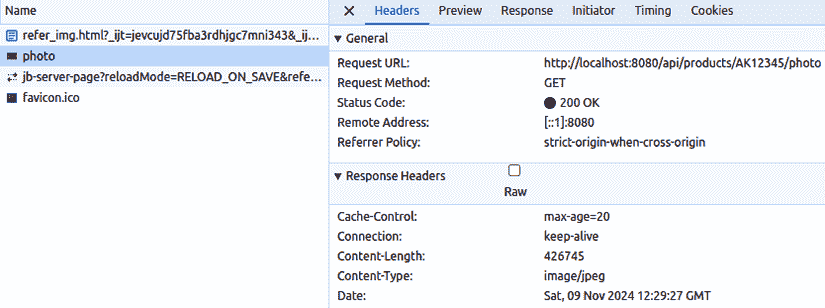 Name
refer_img.html?_ijt=jevcujd75fba3rdhjgc7mni343&_ij...
photo
jb-server-page?reloadMode=RELOAD_ON_SAVE&refe...
favicon.ico
Headers Preview Response Initiator Timing Cookies
General
Request URL: http://localhost:8080/api/products/AK12345/photo
Request Method: GET
Status Code: 200 OK
Remote Address: [::1]:8080
Referrer Policy: strict-origin-when-cross-origin
Response Headers
Raw
Cache-Control: max-age=20
Connection: keep-alive
Content-Length: 426745
Content-Type: image/jpeg
Date: Sat, 09 Nov 2024 12:29:27 GMT